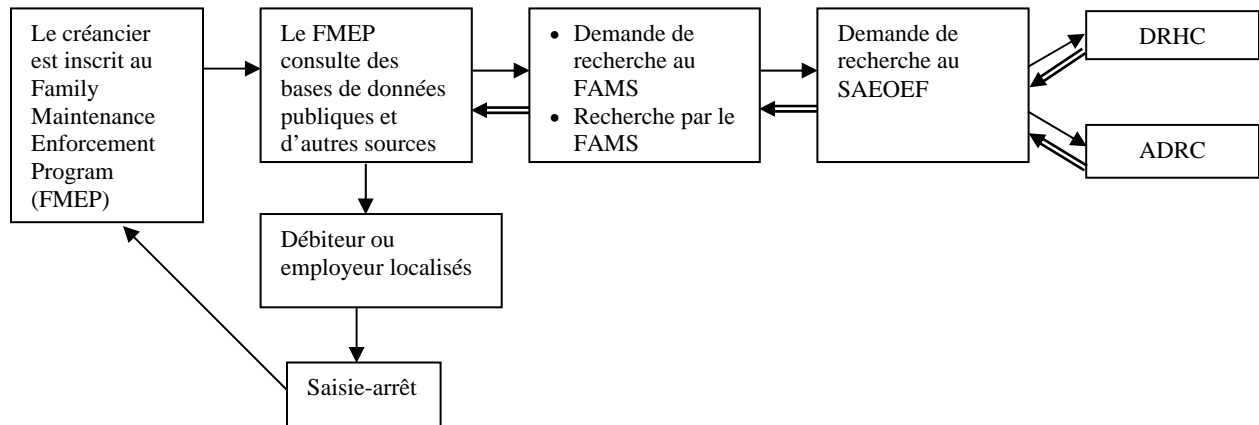 Le créancier
est inscrit au
Family
Maintenance
Enforcement
Program
(FMEP)
Le FMEP
consulte des
bases de données
publiques et
d'autres sources
• Demande de
recherche au
FAMS
• Recherche par le
FAMS
Demande de
recherche au
SAEOEF
DRHC
ADRC
Débiteur ou
employeur localisés
Saisie-arrêt